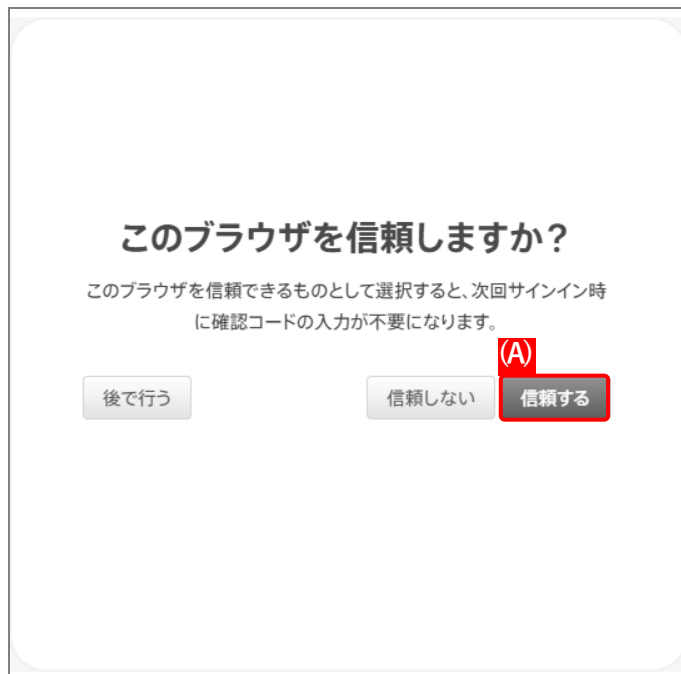 このブラウザを信頼しますか？
このブラウザを信頼できるものとして選択すると、次回サインイン時
に確認コードの入力が不要になります。
(A)
後で行う
信頼しない
信頼する